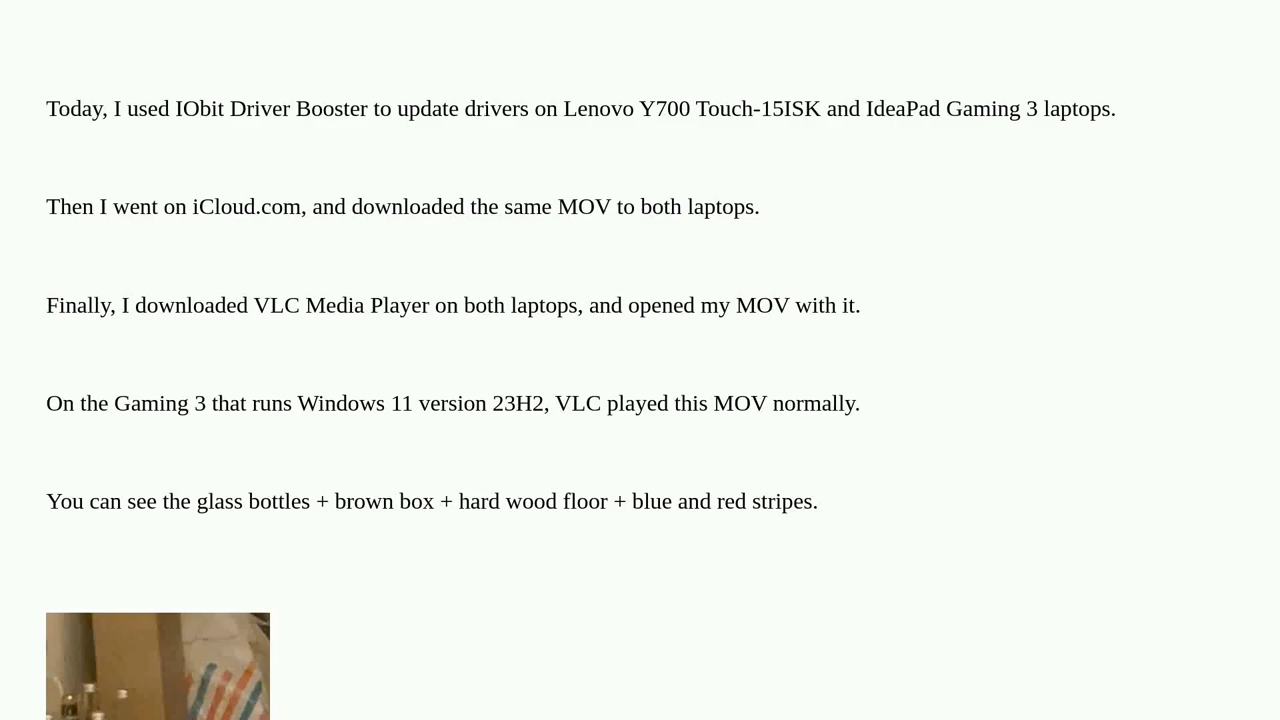 Today, I used IObit Driver Booster to update drivers on Lenovo Y700 Touch-15ISK and IdeaPad Gaming 3 laptops.
Then I went on iCloud.com, and downloaded the same MOV to both laptops.
Finally, I downloaded VLC Media Player on both laptops, and opened my MOV with it.
On the Gaming 3 that runs Windows 11 version 23H2, VLC played this MOV normally.
You can see the glass bottles + brown box + hard wood floor + blue and red stripes.